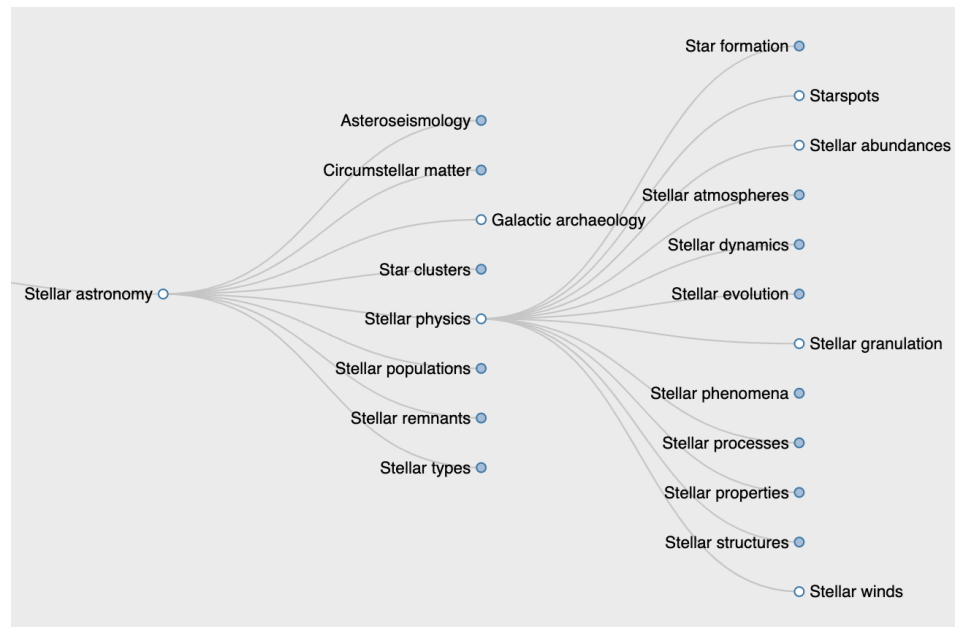 Stellar astronomy
Asteroseismology
Circumstellar matter
Galactic archaeology
Star clusters
Stellar physics
Stellar populations
Stellar remnants
Stellar types
Star formation
Starspots
Stellar abundances
Stellar atmospheres
Stellar dynamics
Stellar evolution
Stellar granulation
Stellar phenomena
Stellar processes
Stellar properties
Stellar structures
Stellar winds